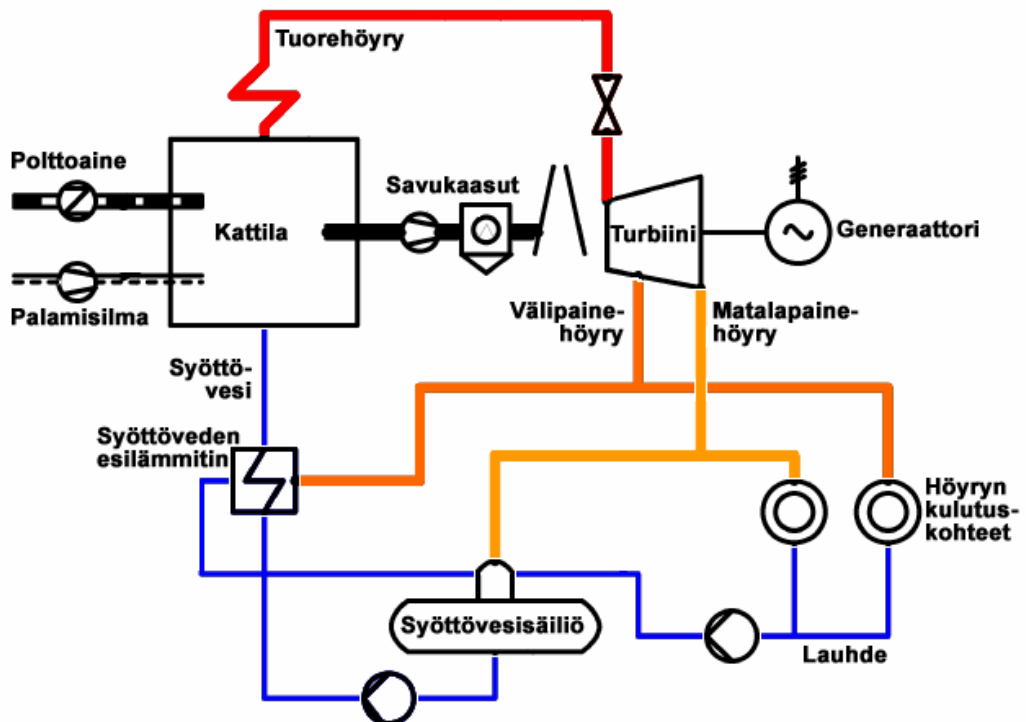 Tuorehöyry
Polttoaine
Savukaasut
Kattila
Turbiini
Generaattori
Palamisilma
Välipaine-
höyry
Matalapaine-
höyry
Syöttö-
vesi
Syöttöveden
esilämmitin
Höyryn
kulutus-
kohteet
Syöttövesisäiliö
Lauhde